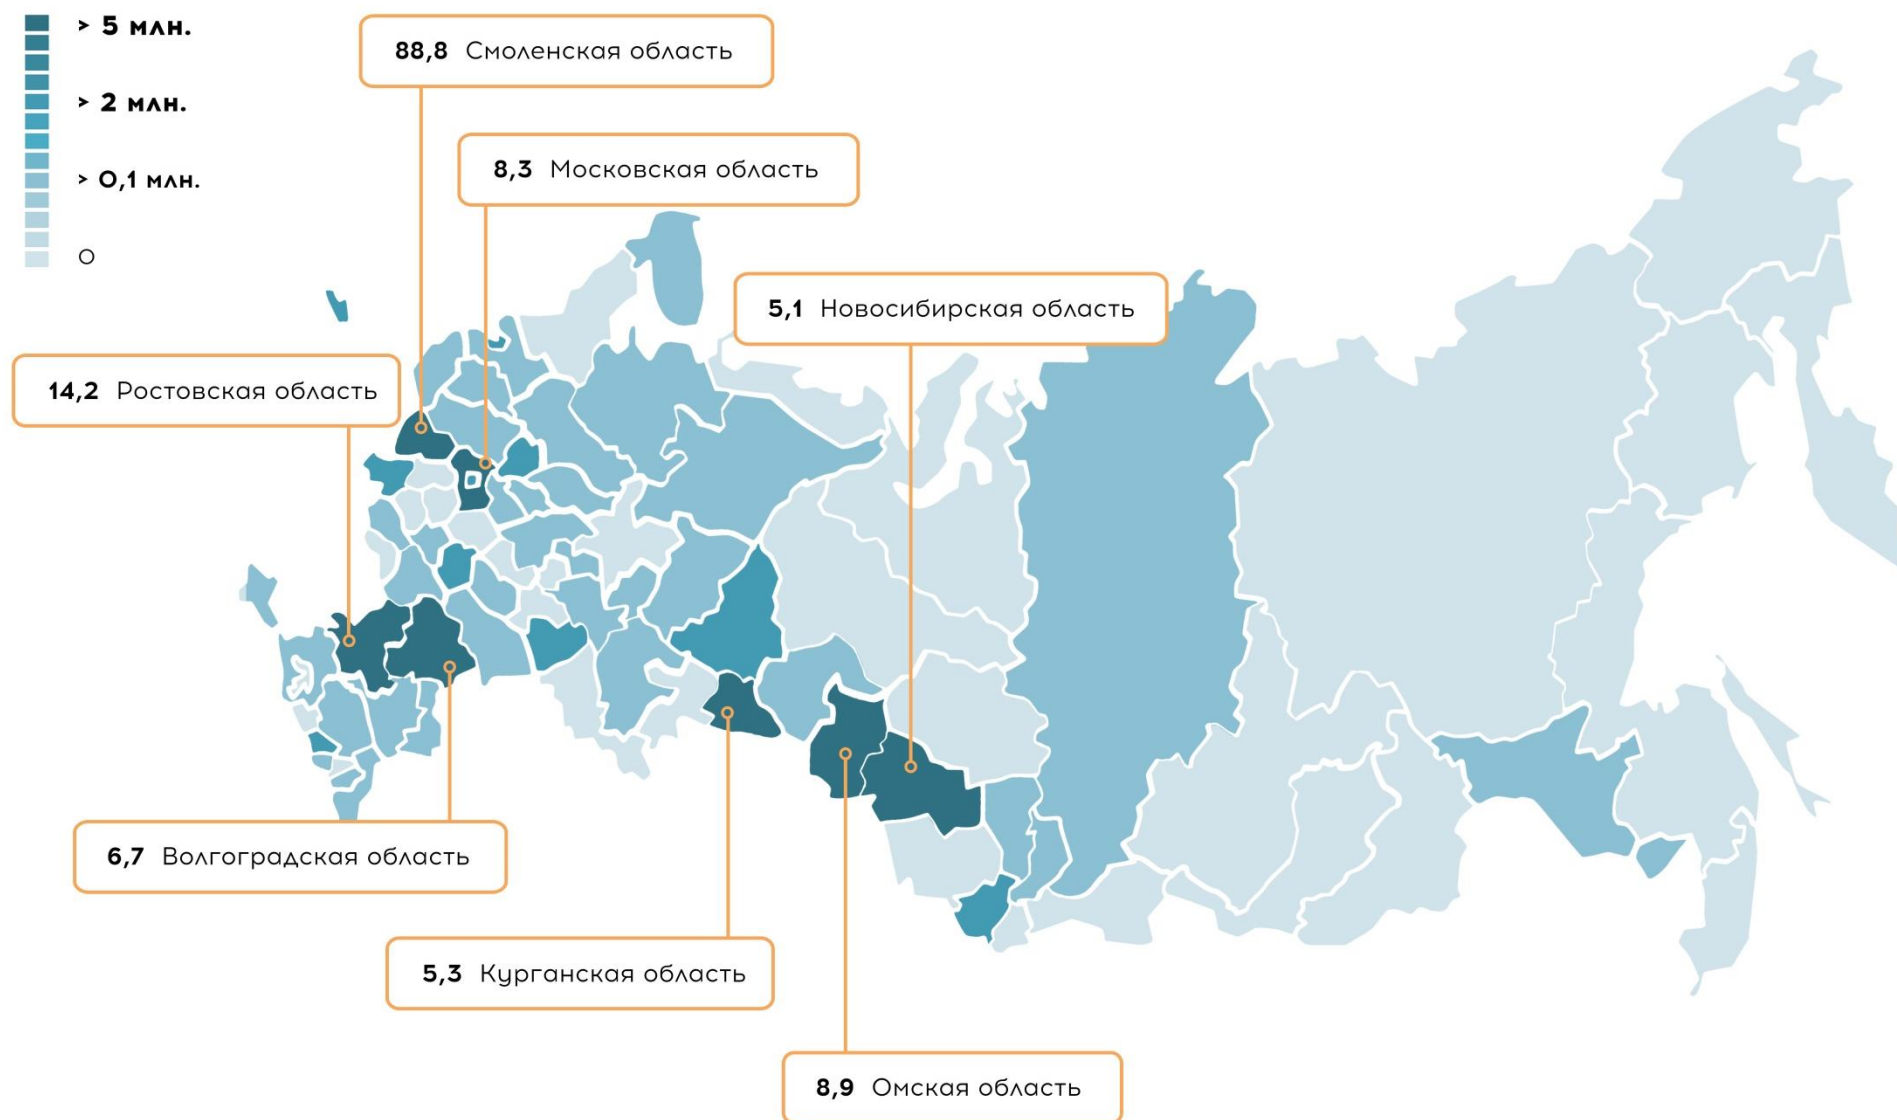 > 5 млн.
> 2 млн.
> 0,1 млн.
0
88,8 Смоленская область
8,3 Московская область
5,1 Новосибирская область
14,2 Ростовская область
6,7 Волгоградская область
5,3 Курганская область
8,9 Омская область